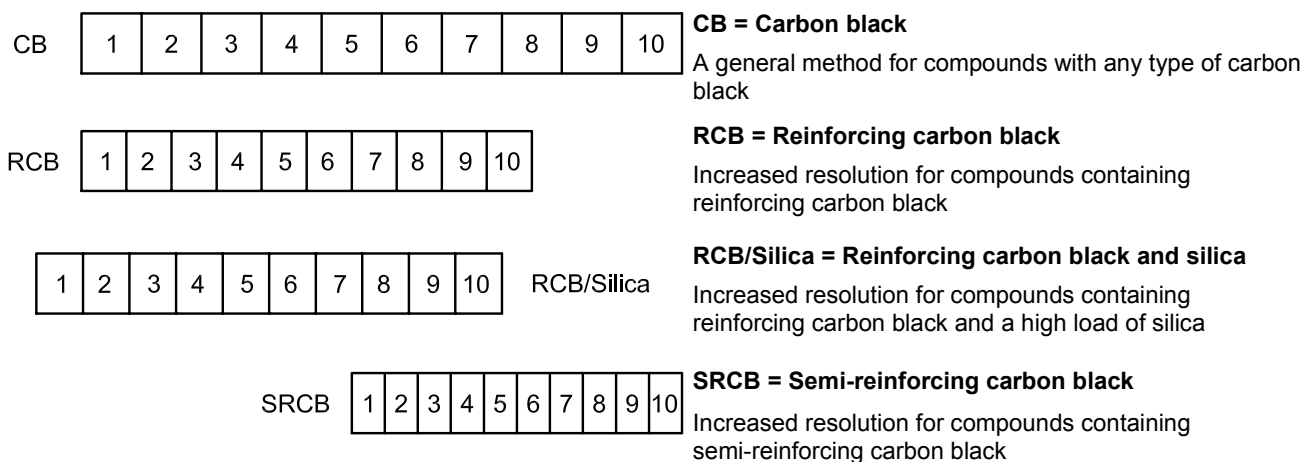 CB 1 2 3 4 5 6 7 8 9 10
CB = Carbon black
A general method for compounds with any type of carbon
black
RCB 1 2 3 4 5 6 7 8 9 10
RCB = Reinforcing carbon black
Increased resolution for compounds containing
reinforcing carbon black
1 2 3 4 5 6 7 8 9 10 RCB/Silica
RCB/Silica = Reinforcing carbon black and silica
Increased resolution for compounds containing
reinforcing carbon black and a high load of silica
SRCB 1 2 3 4 5 6 7 8 9 10
SRCB = Semi-reinforcing carbon black
Increased resolution for compounds containing
semi-reinforcing carbon black